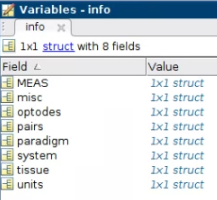 Variables - info
info
1x1 struct with 8 fields
Field Value
MEAS 1x1 struct
misc 1x1 struct
optodes 1x1 struct
pairs 1x1 struct
paradigm 1x1 struct
system 1x1 struct
tissue 1x1 struct
units 1x1 struct